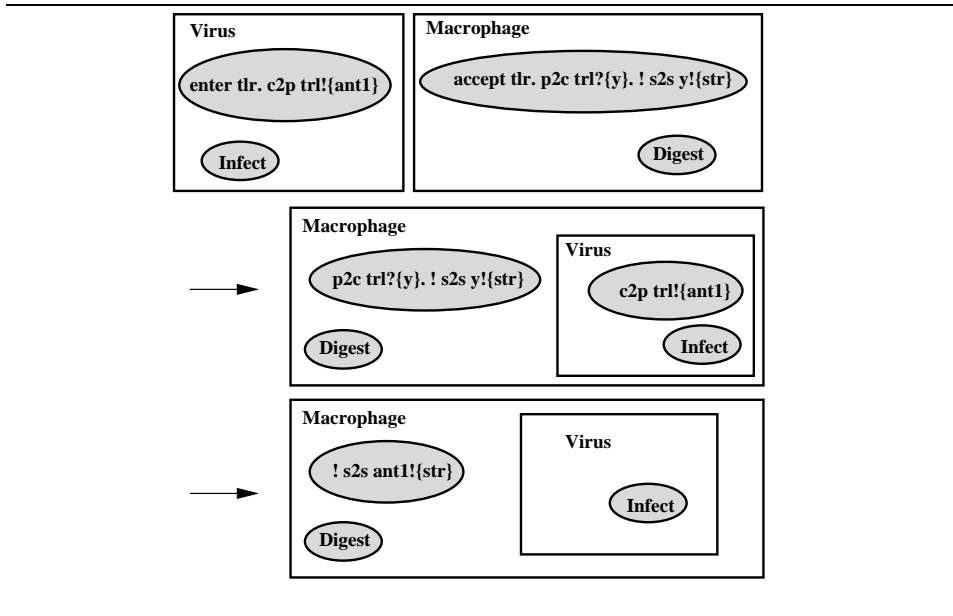 Virus
enter tlr. c2p trl!{ant1}
Infect
Macrophage
accept tlr. p2c trl?{y}. ! s2s y!{str}
Digest
Macrophage
p2c trl?{y}. ! s2s y!{str}
Digest
Virus
c2p trl!{ant1}
Infect
Macrophage
! s2s ant1!{str}
Digest
Virus
Infect